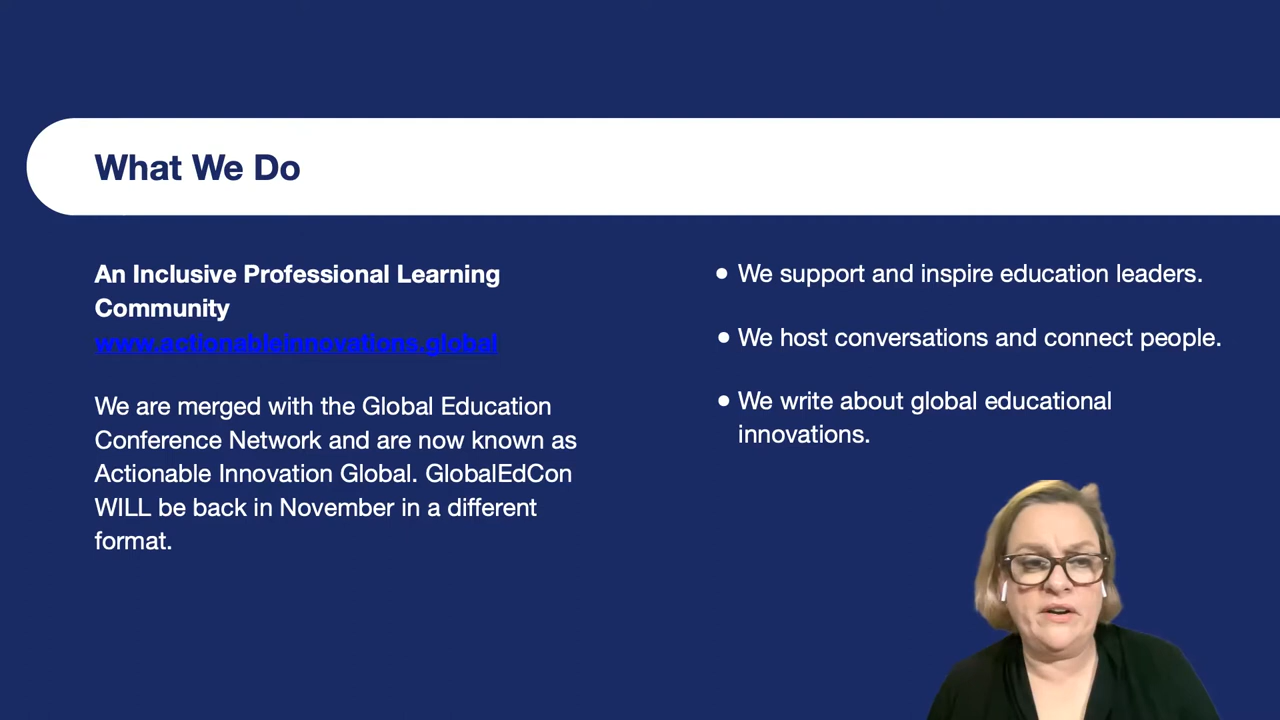 What We Do
An Inclusive Professional Learning
Community
www.actionableinnovations.global
We are merged with the Global Education
Conference Network and are now known as
Actionable Innovation Global. GlobalEdCon
WILL be back in November in a different
format.
• We support and inspire education leaders.
• We host conversations and connect people.
• We write about global educational
innovations.